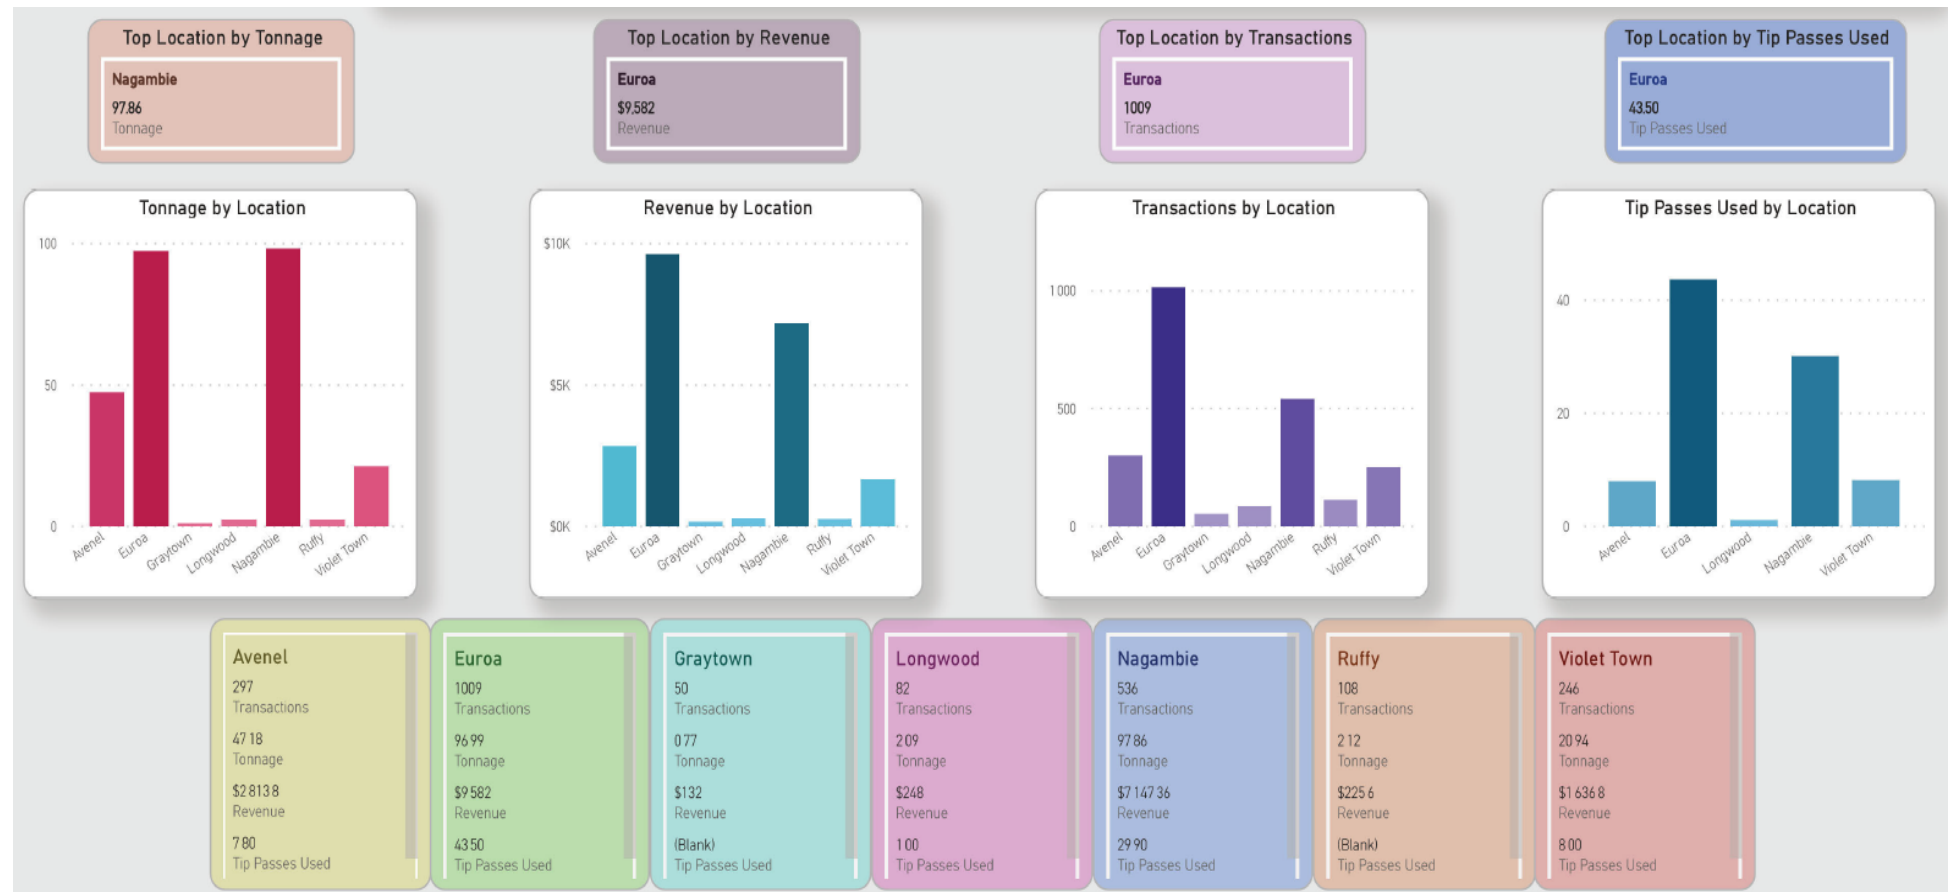 Top Location by Tonnage
Nagambie
97.86
Tonnage
Top Location by Revenue
Euroa
$9,582
Revenue
Top Location by Transactions
Euroa
1009
Transactions
Top Location by Tip Passes Used
Euroa
43.50
Tip Passes Used
Tonnage by Location
100
50
0
Avenel
Euroa
Graytown
Longwood
Nagambie
Ruffy
Violet Town
Revenue by Location
$10K
$5K
$0K
Avenel
Euroa
Graytown
Longwood
Nagambie
Ruffy
Violet Town
Transactions by Location
1000
500
0
Avenel
Euroa
Graytown
Longwood
Nagambie
Ruffy
Violet Town
Tip Passes Used by Location
40
20
0
Avenel
Euroa
Longwood
Nagambie
Violet Town
Avenel
297
Transactions
47 18
Tonnage
$2 813 8
Revenue
7 80
Tip Passes Used
Euroa
1009
Transactions
96 99
Tonnage
$9 582
Revenue
43 50
Tip Passes Used
Graytown
50
Transactions
0 77
Tonnage
$132
Revenue
(Blank)
Tip Passes Used
Longwood
82
Transactions
2 09
Tonnage
$248
Revenue
1 00
Tip Passes Used
Nagambie
536
Transactions
97 86
Tonnage
$7 147 36
Revenue
29 90
Tip Passes Used
Ruffy
108
Transactions
2 12
Tonnage
$225 6
Revenue
(Blank)
Tip Passes Used
Violet Town
246
Transactions
20 94
Tonnage
$1 636 8
Revenue
8 00
Tip Passes Used